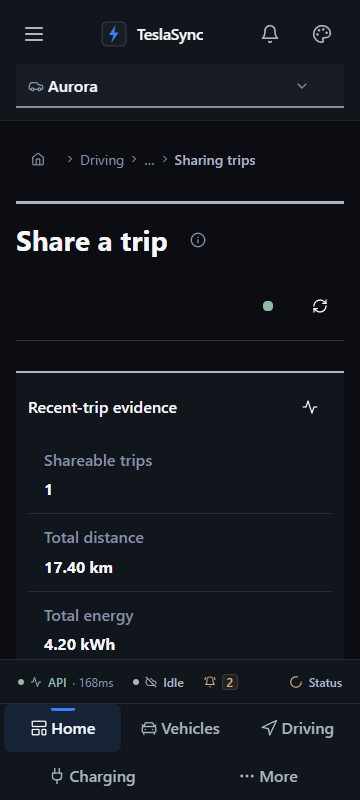 TeslaSync
Aurora
Driving ... Sharing trips
Share a trip
Recent-trip evidence
Shareable trips
1
Total distance
17.40 km
Total energy
4.20 kWh
API · 168ms Idle 2 Status
Home Vehicles Driving
Charging More